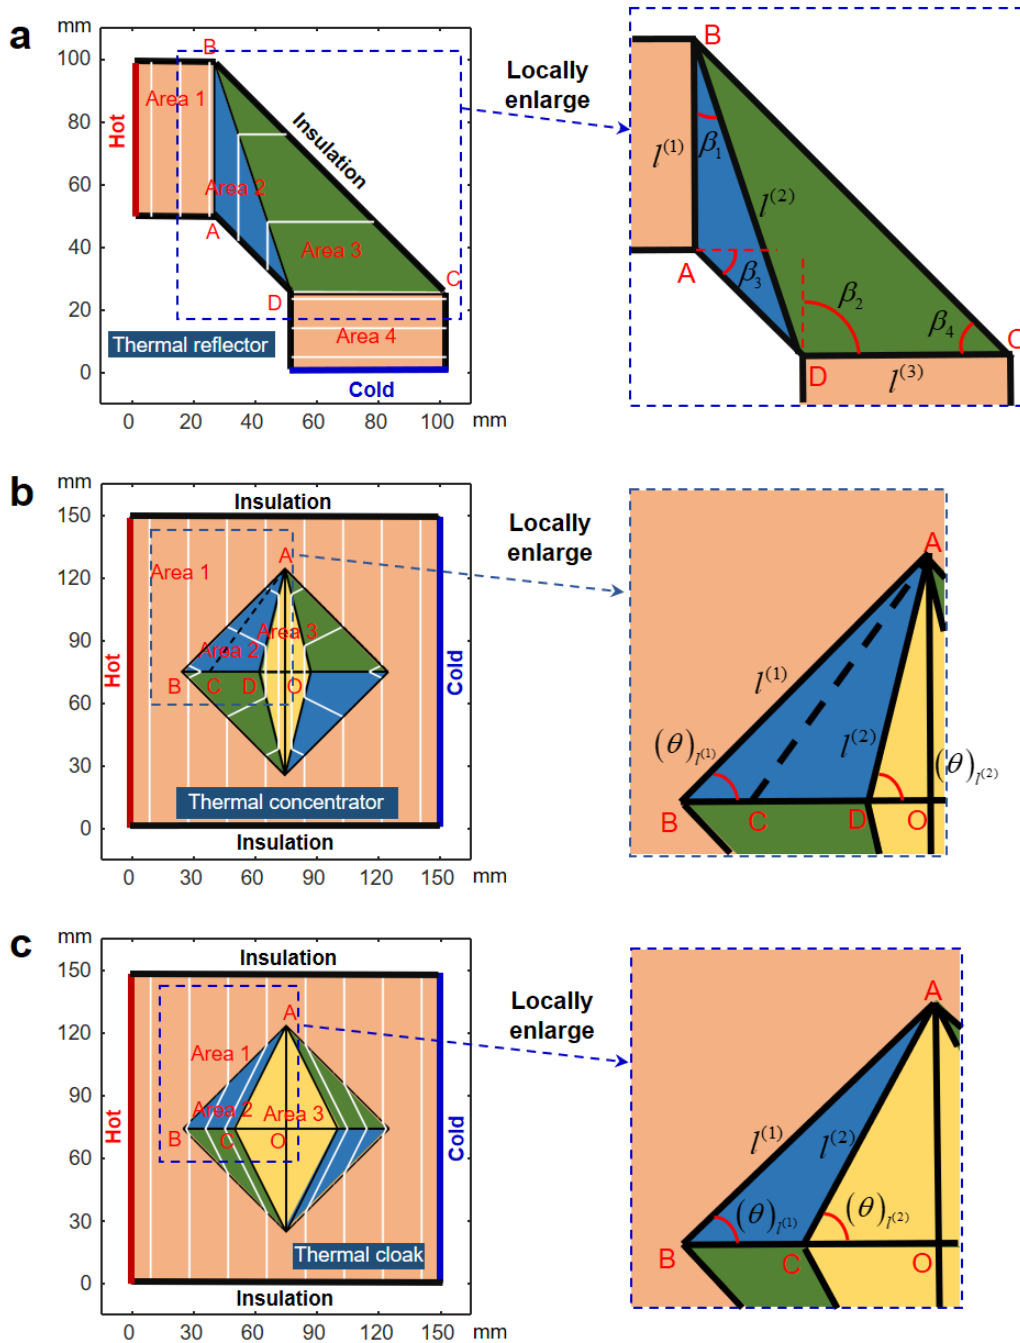 a
mm
100
80
60
40
20
0
0 20 40 60 80 100 mm
Hot
Area 1
B
Insulation
Area 2
A
Area 3
C
D
Area 4
Thermal reflector
Cold
Locally
enlarge
B
l⁽¹⁾
β₁
l⁽²⁾
A
β₃
β₂
β₄
C
D
l⁽³⁾
b
mm
150
120
90
60
30
0
0 30 60 90 120 150 mm
Insulation
Hot
Area 1
A
Area 2
Area 3
B C D O
Cold
Thermal concentrator
Insulation
Locally
enlarge
A
l⁽¹⁾
l⁽²⁾
(θ)l⁽¹⁾
(θ)l⁽²⁾
B C D O
c
mm
150
120
90
60
30
0
0 30 60 90 120 150 mm
Insulation
Hot
A
Area 1
Area 2
Area 3
B C O
Cold
Thermal cloak
Insulation
Locally
enlarge
A
l⁽¹⁾
l⁽²⁾
(θ)l⁽¹⁾
(θ)l⁽²⁾
B C O